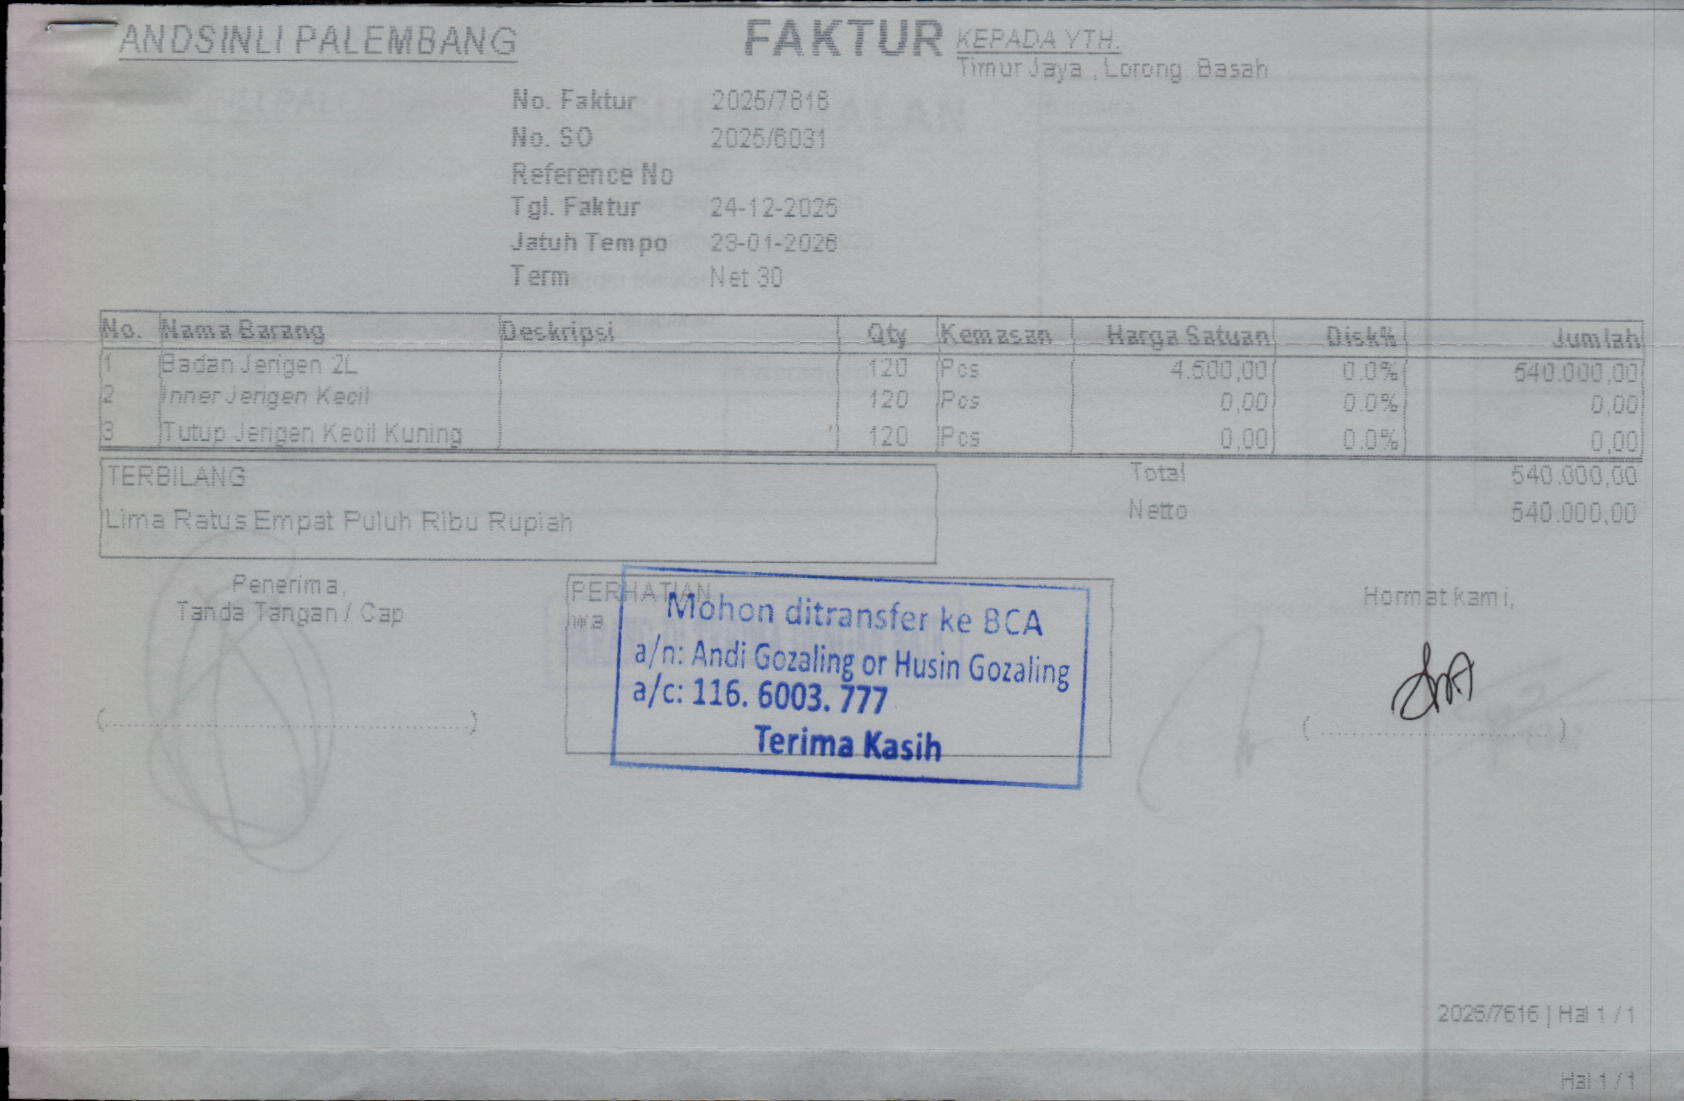 ANDSINLI PALEMBANG
FAKTUR
KEPADA YTH.
Timur Jaya , Lorong Basah
No. Faktur 2025/7616
No. SO 2025/6031
Reference No
Tgl. Faktur 24-12-2025
Jatuh Tempo 23-01-2026
Term Net 30
No. Nama Barang Deskripsi Qty Kemasan Harga Satuan Disk% Jumlah
1 Badan Jerigen 2L 120 Pcs 4.500,00 0.0% 540.000,00
2 Inner Jerigen Kecil 120 Pcs 0,00 0.0% 0,00
3 Tutup Jerigen Kecil Kuning 120 Pcs 0,00 0.0% 0,00
TERBILANG
Lima Ratus Empat Puluh Ribu Rupiah
Total 540.000,00
Netto 540.000,00
Penerima,
Tanda Tangan / Cap
(...........................................................)
PERHATIAN
wa
Mohon ditransfer ke BCA
a/n: Andi Gozaling or Husin Gozaling
a/c: 116. 6003. 777
Terima Kasih
Hormat kami,
(........................................)
2025/7616 | Hal 1 / 1
Hal 1 / 1